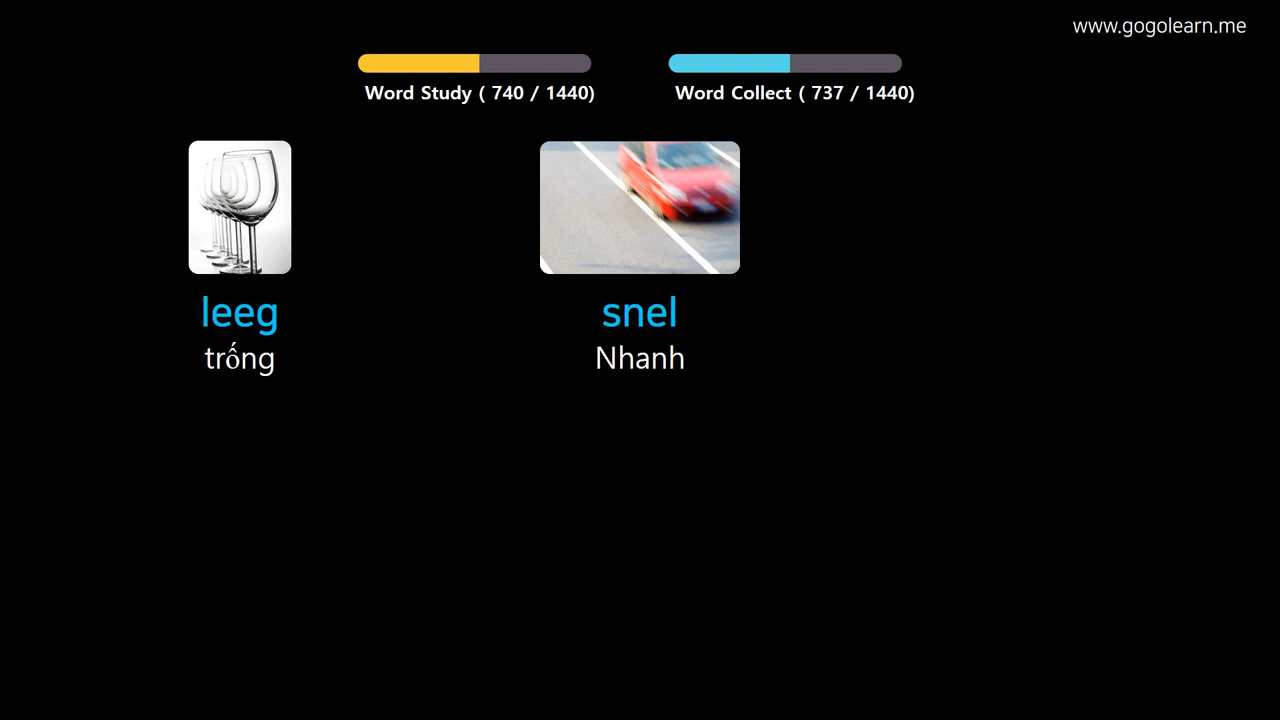 www.gogolearn.me
Word Study ( 740 / 1440)
Word Collect ( 737 / 1440)
leeg
trống
snel
Nhanh